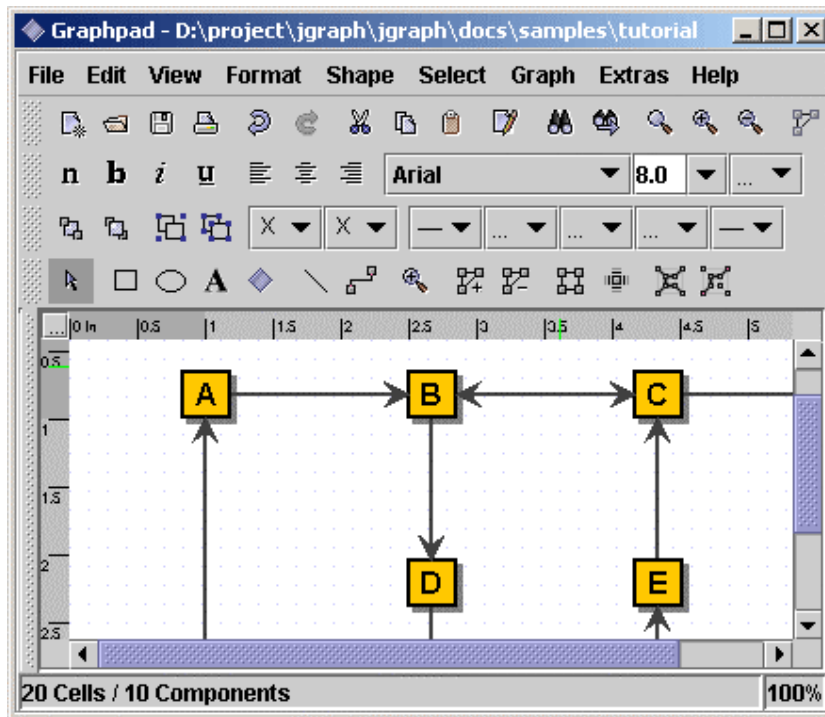 Graphpad - D:\project\jgraph\jgraph\docs\samples\tutorial
File Edit View Format Shape Select Graph Extras Help
n b i u Arial 8.0 ...
X X ... ... ...
A
... 0 in 0.5 1 1.5 2 2.5 3 3.5 4 4.5 5
0.5
A B C
1
1.5
2
D E
2.5
20 Cells / 10 Components 100%